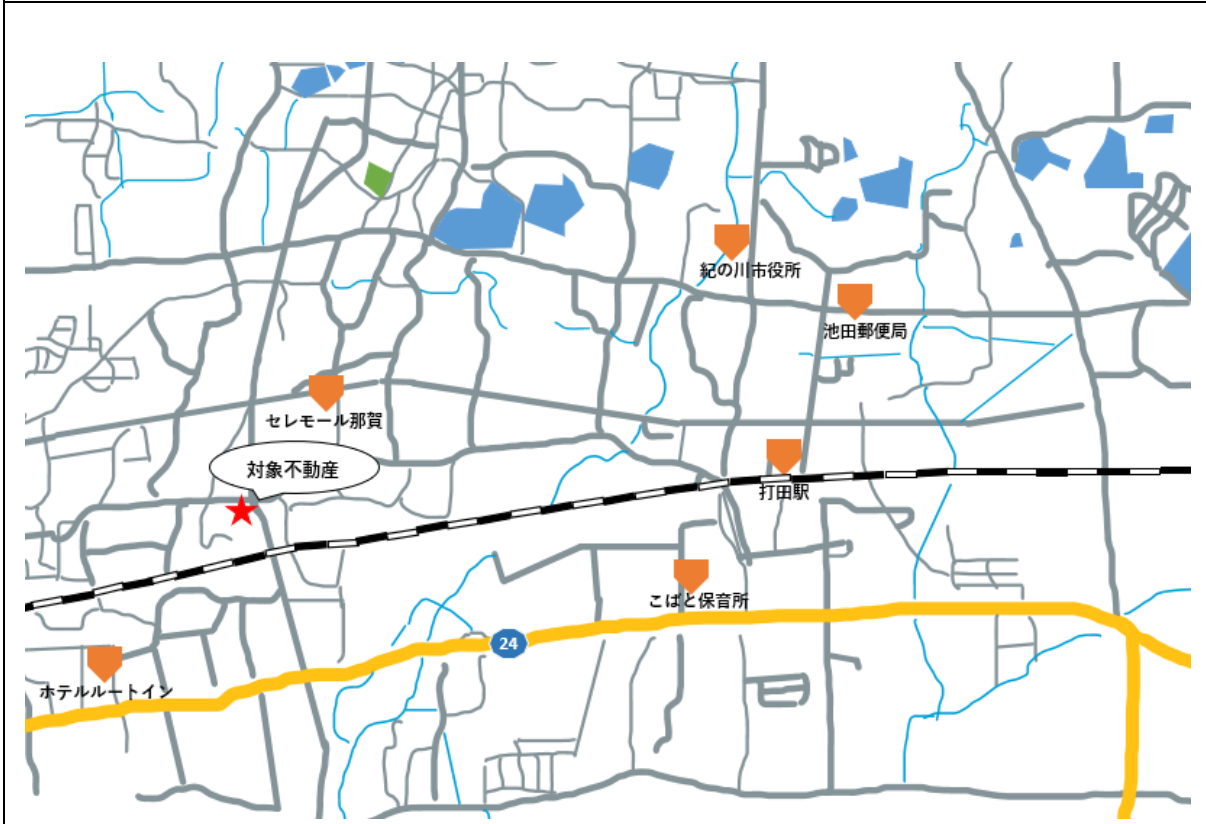 紀の川市役所
池田郵便局
セレモール那賀
対象不動産
打田駅
こばと保育所
24
ホテルルートイン